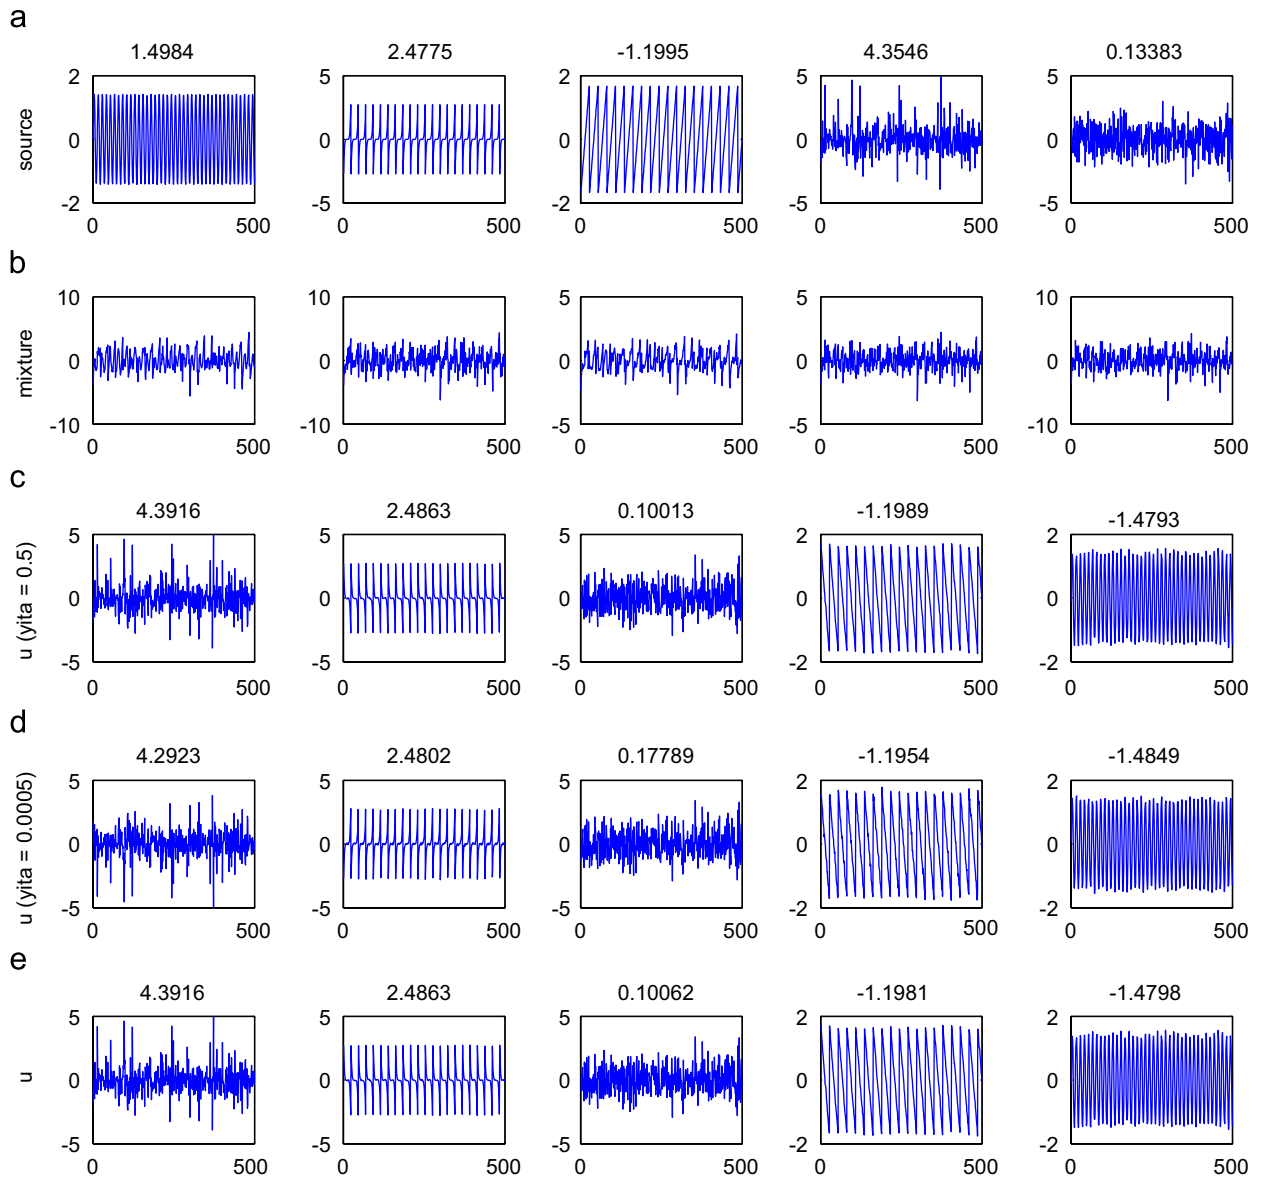 a
1.4984 2.4775 -1.1995 4.3546 0.13383
source
2 5 2 5 5
0 0 0 0 0
-2 -5 -2 -5 -5
0 500 0 500 0 500 0 500 0 500
b
mixture
10 10 5 5 10
0 0 0 0 0
-10 -10 -5 -5 -10
0 500 0 500 0 500 0 500 0 500
c
4.3916 2.4863 0.10013 -1.1989 -1.4793
u (yita = 0.5)
5 5 5 2 2
0 0 0 0 0
-5 -5 -5 -2 -2
0 500 0 500 0 500 0 500 0 500
d
4.2923 2.4802 0.17789 -1.1954 -1.4849
u (yita = 0.0005)
5 5 5 2 2
0 0 0 0 0
-5 -5 -5 -2 -2
0 500 0 500 0 500 0 500 0 500
e
4.3916 2.4863 0.10062 -1.1981 -1.4798
u
5 5 5 2 2
0 0 0 0 0
-5 -5 -5 -2 -2
0 500 0 500 0 500 0 500 0 500